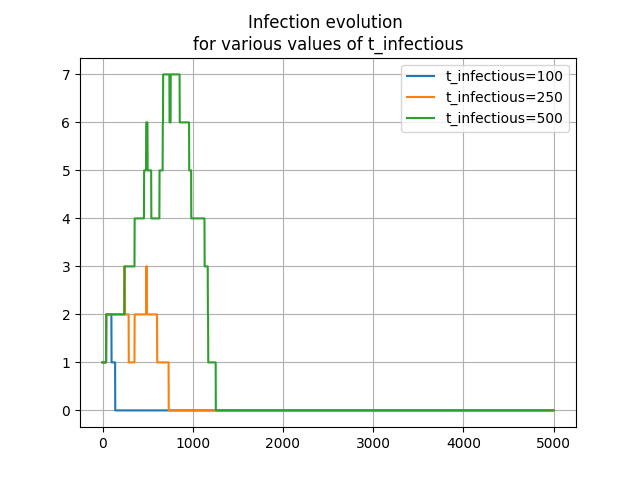 Infection evolution
for various values of t_infectious
t_infectious=100
t_infectious=250
t_infectious=500
7
6
5
4
3
2
1
0
0 1000 2000 3000 4000 5000